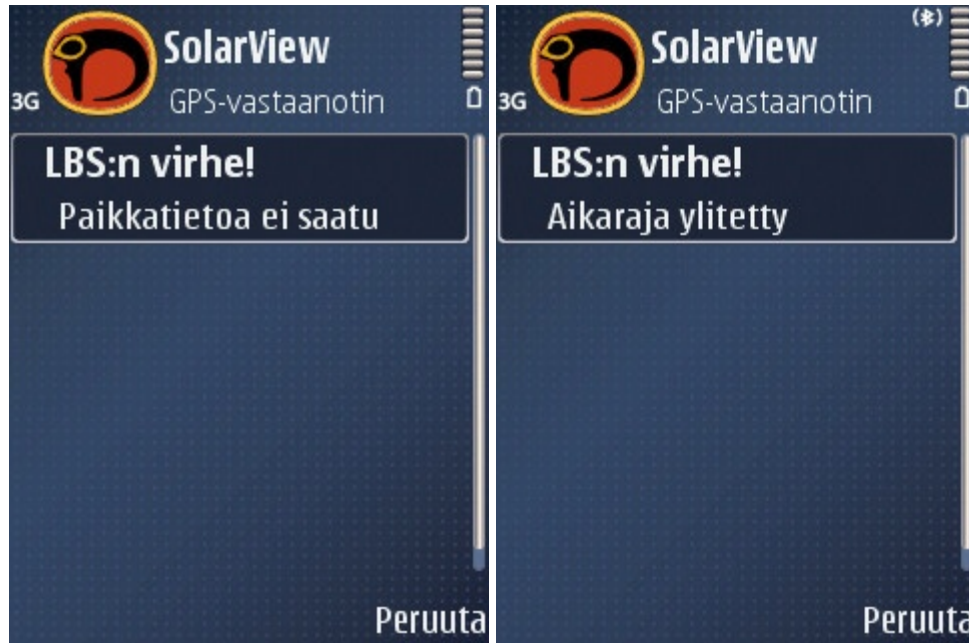 SolarView
3G
GPS-vastaanotin
LBS:n virhe!
Paikkatietoa ei saatu
Peruuta
SolarView
3G
GPS-vastaanotin
LBS:n virhe!
Aikaraja ylitetty
Peruuta